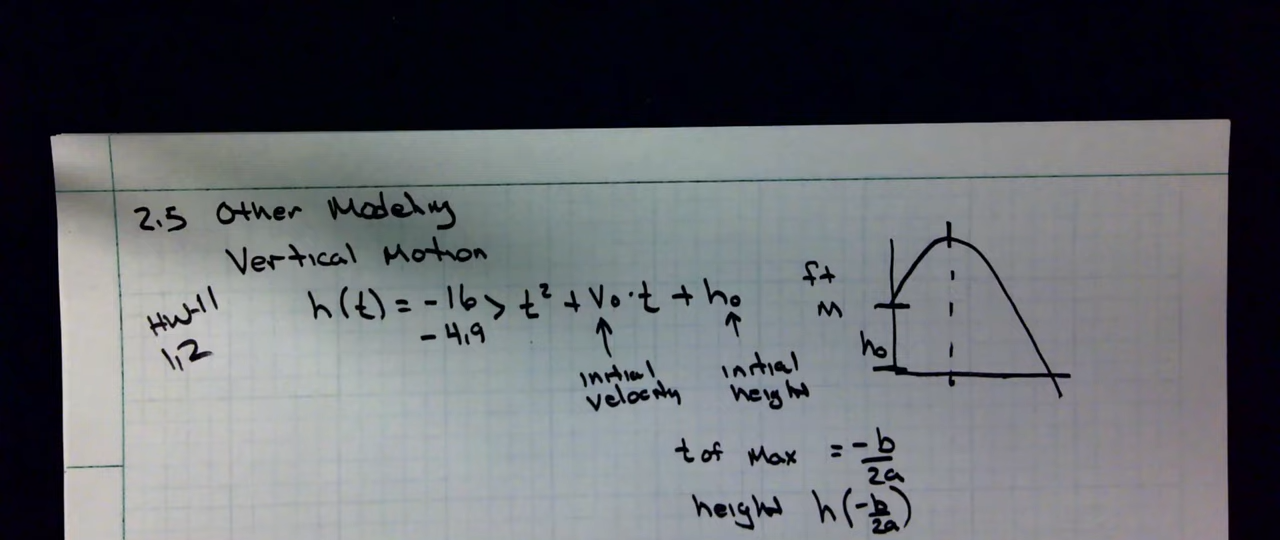 2.5 Other Modeling
Vertical Motion
HW-11
1,2
h(t) = -16 > t² + V₀·t + h₀
-4.9
initial velocity
initial height
ft
M
h₀
t of Max = -b/2a
height h(-b/2a)